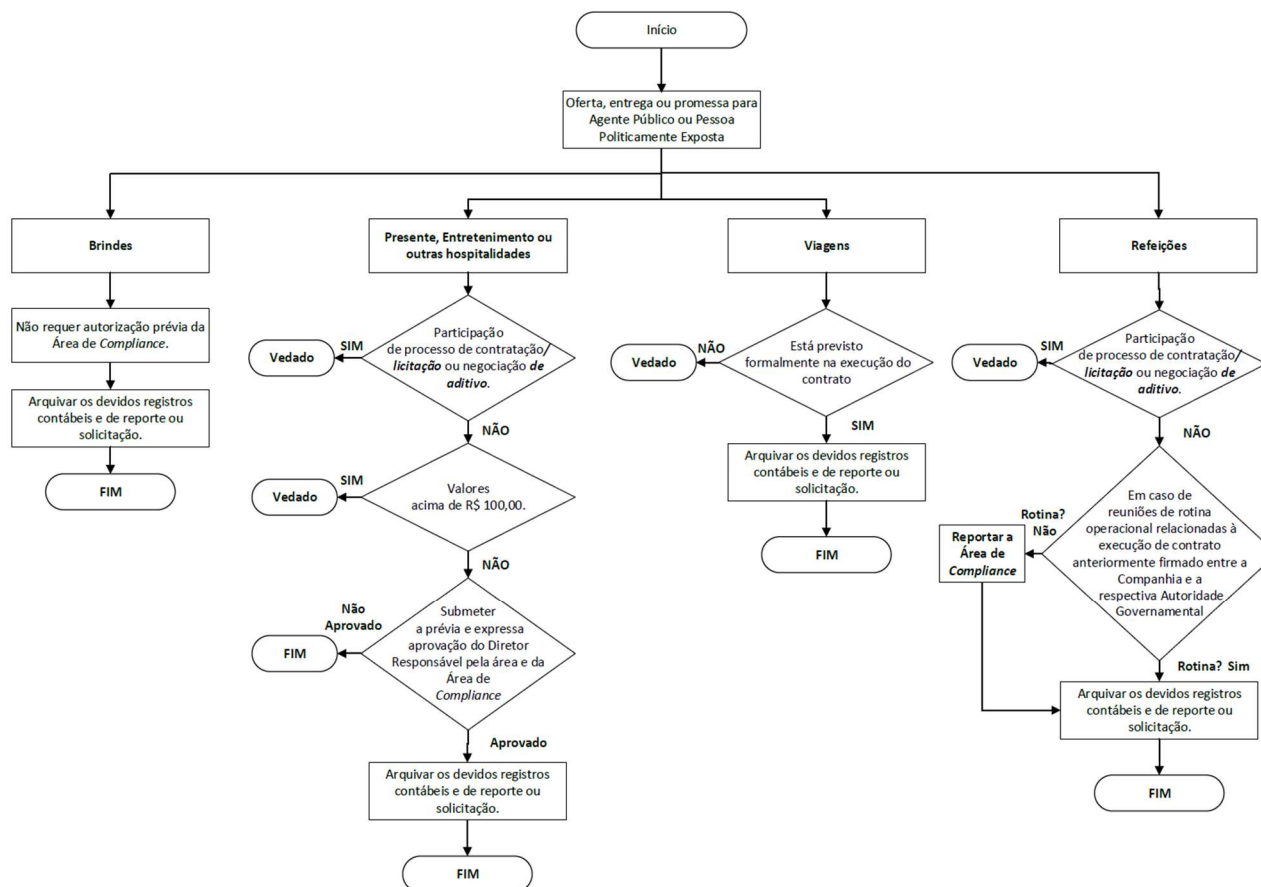 Início
Oferta, entrega ou promessa para
Agente Público ou Pessoa
Politicamente Exposta
Brindes
Não requer autorização prévia da
Área de Compliance.
Arquivar os devidos registros
contábeis e de reporte ou
solicitação.
FIM
Presente, Entretenimento ou
outras hospitalidades
Participação
de processo de contratação/
licitação ou negociação de
aditivo.
SIM
Vedado
NÃO
Valores
acima de R$ 100,00.
SIM
Vedado
NÃO
Submeter
a prévia e expressa
aprovação do Diretor
Responsável pela área e da
Área de
Compliance
Não
Aprovado
FIM
Aprovado
Arquivar os devidos registros
contábeis e de reporte ou
solicitação.
FIM
Viagens
Está previsto
formalmente na execução do
contrato
NÃO
Vedado
SIM
Arquivar os devidos registros
contábeis e de reporte ou
solicitação.
FIM
Refeições
Participação
de processo de contratação/
licitação ou negociação de
aditivo.
SIM
Vedado
NÃO
Em caso de
reuniões de rotina
operacional relacionadas à
execução de contrato
anteriormente firmado entre a
Companhia e a
respectiva Autoridade
Governamental
Rotina?
Não
Reportar a
Área de
Compliance
Rotina? Sim
Arquivar os devidos registros
contábeis e de reporte ou
solicitação.
FIM